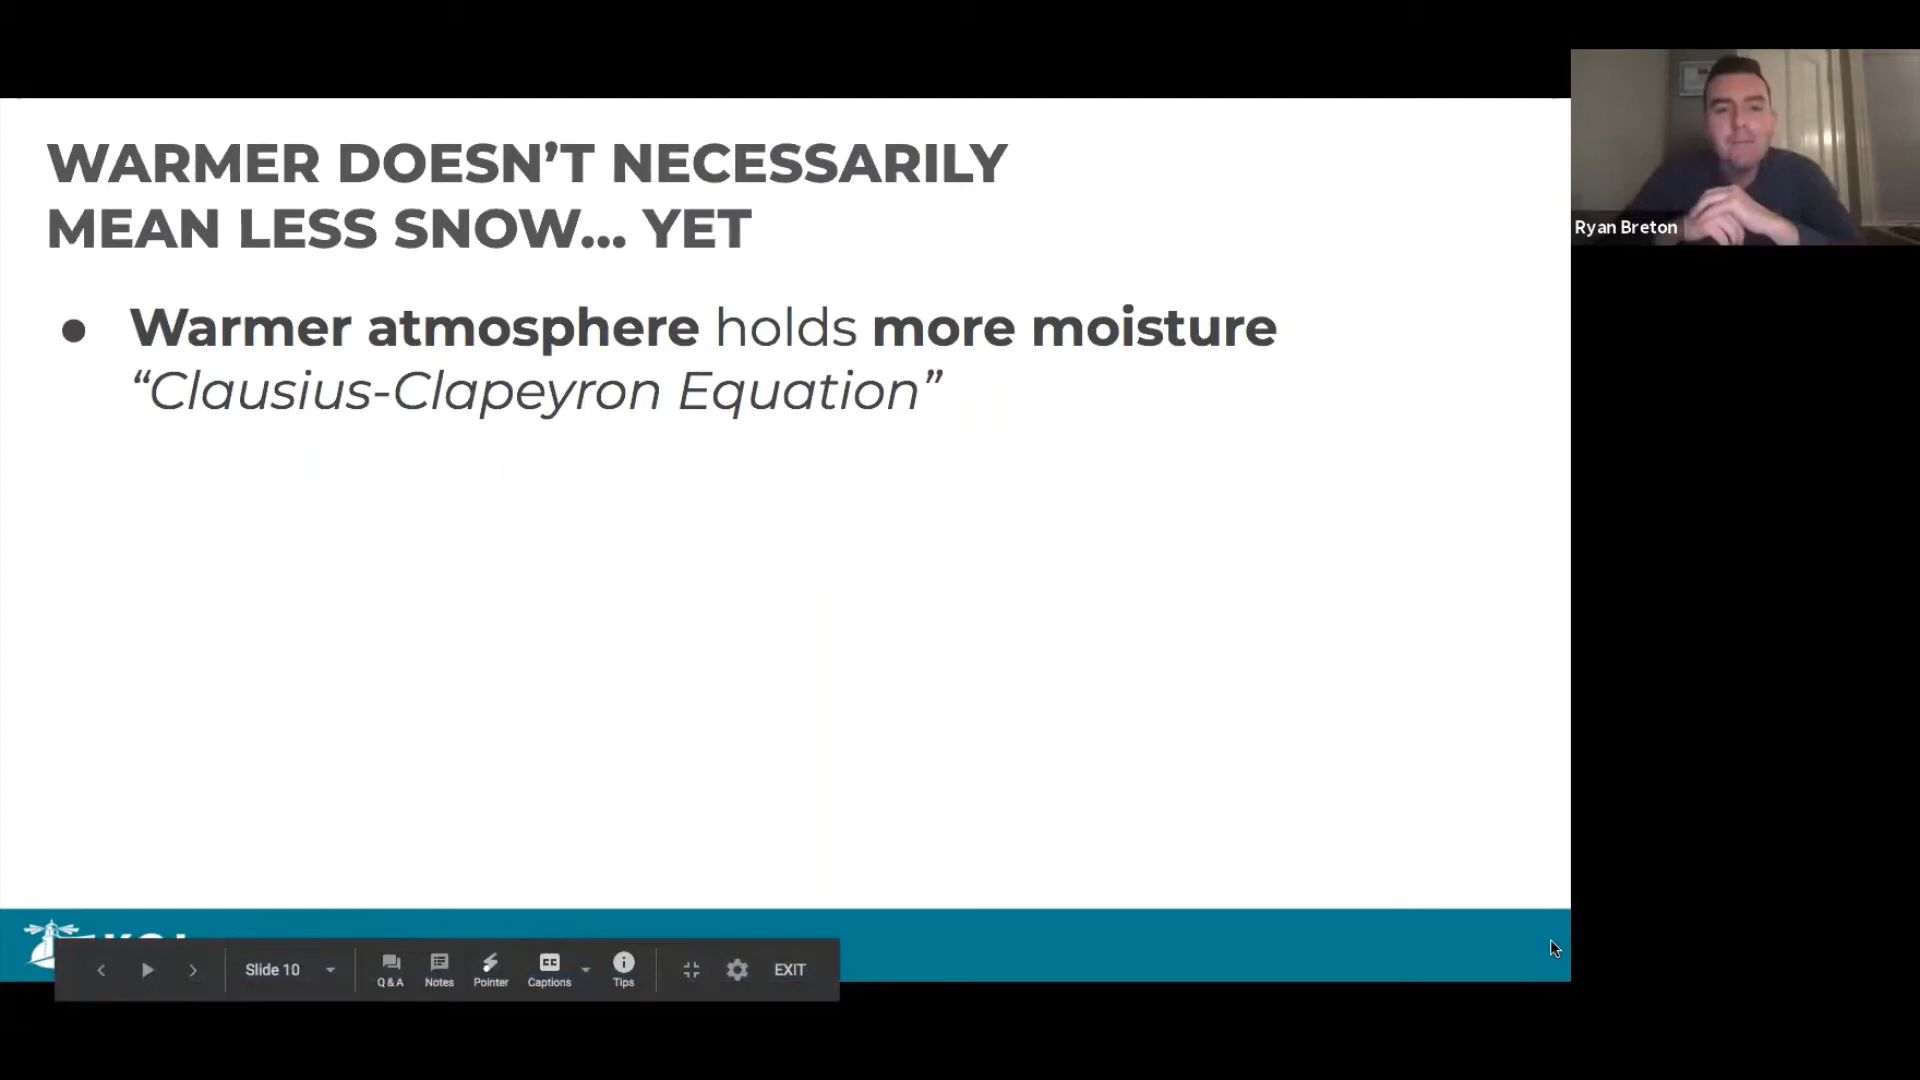 WARMER DOESN’T NECESSARILY
MEAN LESS SNOW... YET
● Warmer atmosphere holds more moisture
“Clausius-Clapeyron Equation”
Ryan Breton
Slide 10
Q&A
Notes
Pointer
CC
Captions
Tips
EXIT